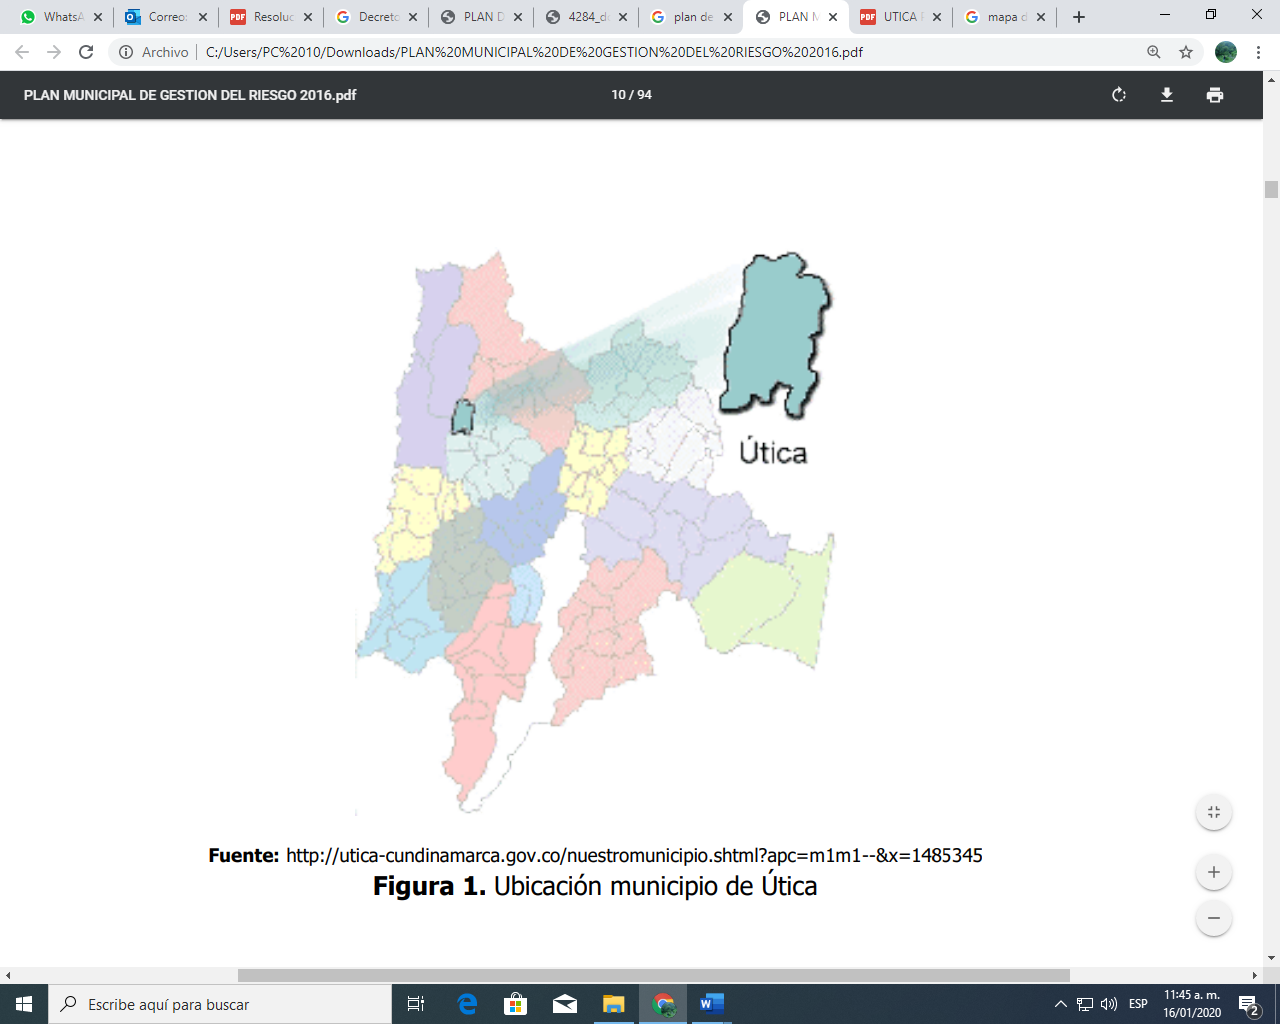 WhatsA
Correo:
Resoluc
Decreto
PLAN D
4284_do
plan de
PLAN M
UTICA P
mapa d
Archivo
C:/Users/PC%2010/Downloads/PLAN%20MUNICIPAL%20DE%20GESTION%20DEL%20RIESGO%202016.pdf
PLAN MUNICIPAL DE GESTION DEL RIESGO 2016.pdf
10 / 94
Útica
Fuente: http://utica-cundinamarca.gov.co/nuestromunicipio.shtml?apc=m1m1--&x=1485345
Figura 1. Ubicación municipio de Útica
Escribe aquí para buscar
ESP
11:45 a. m.
16/01/2020
2